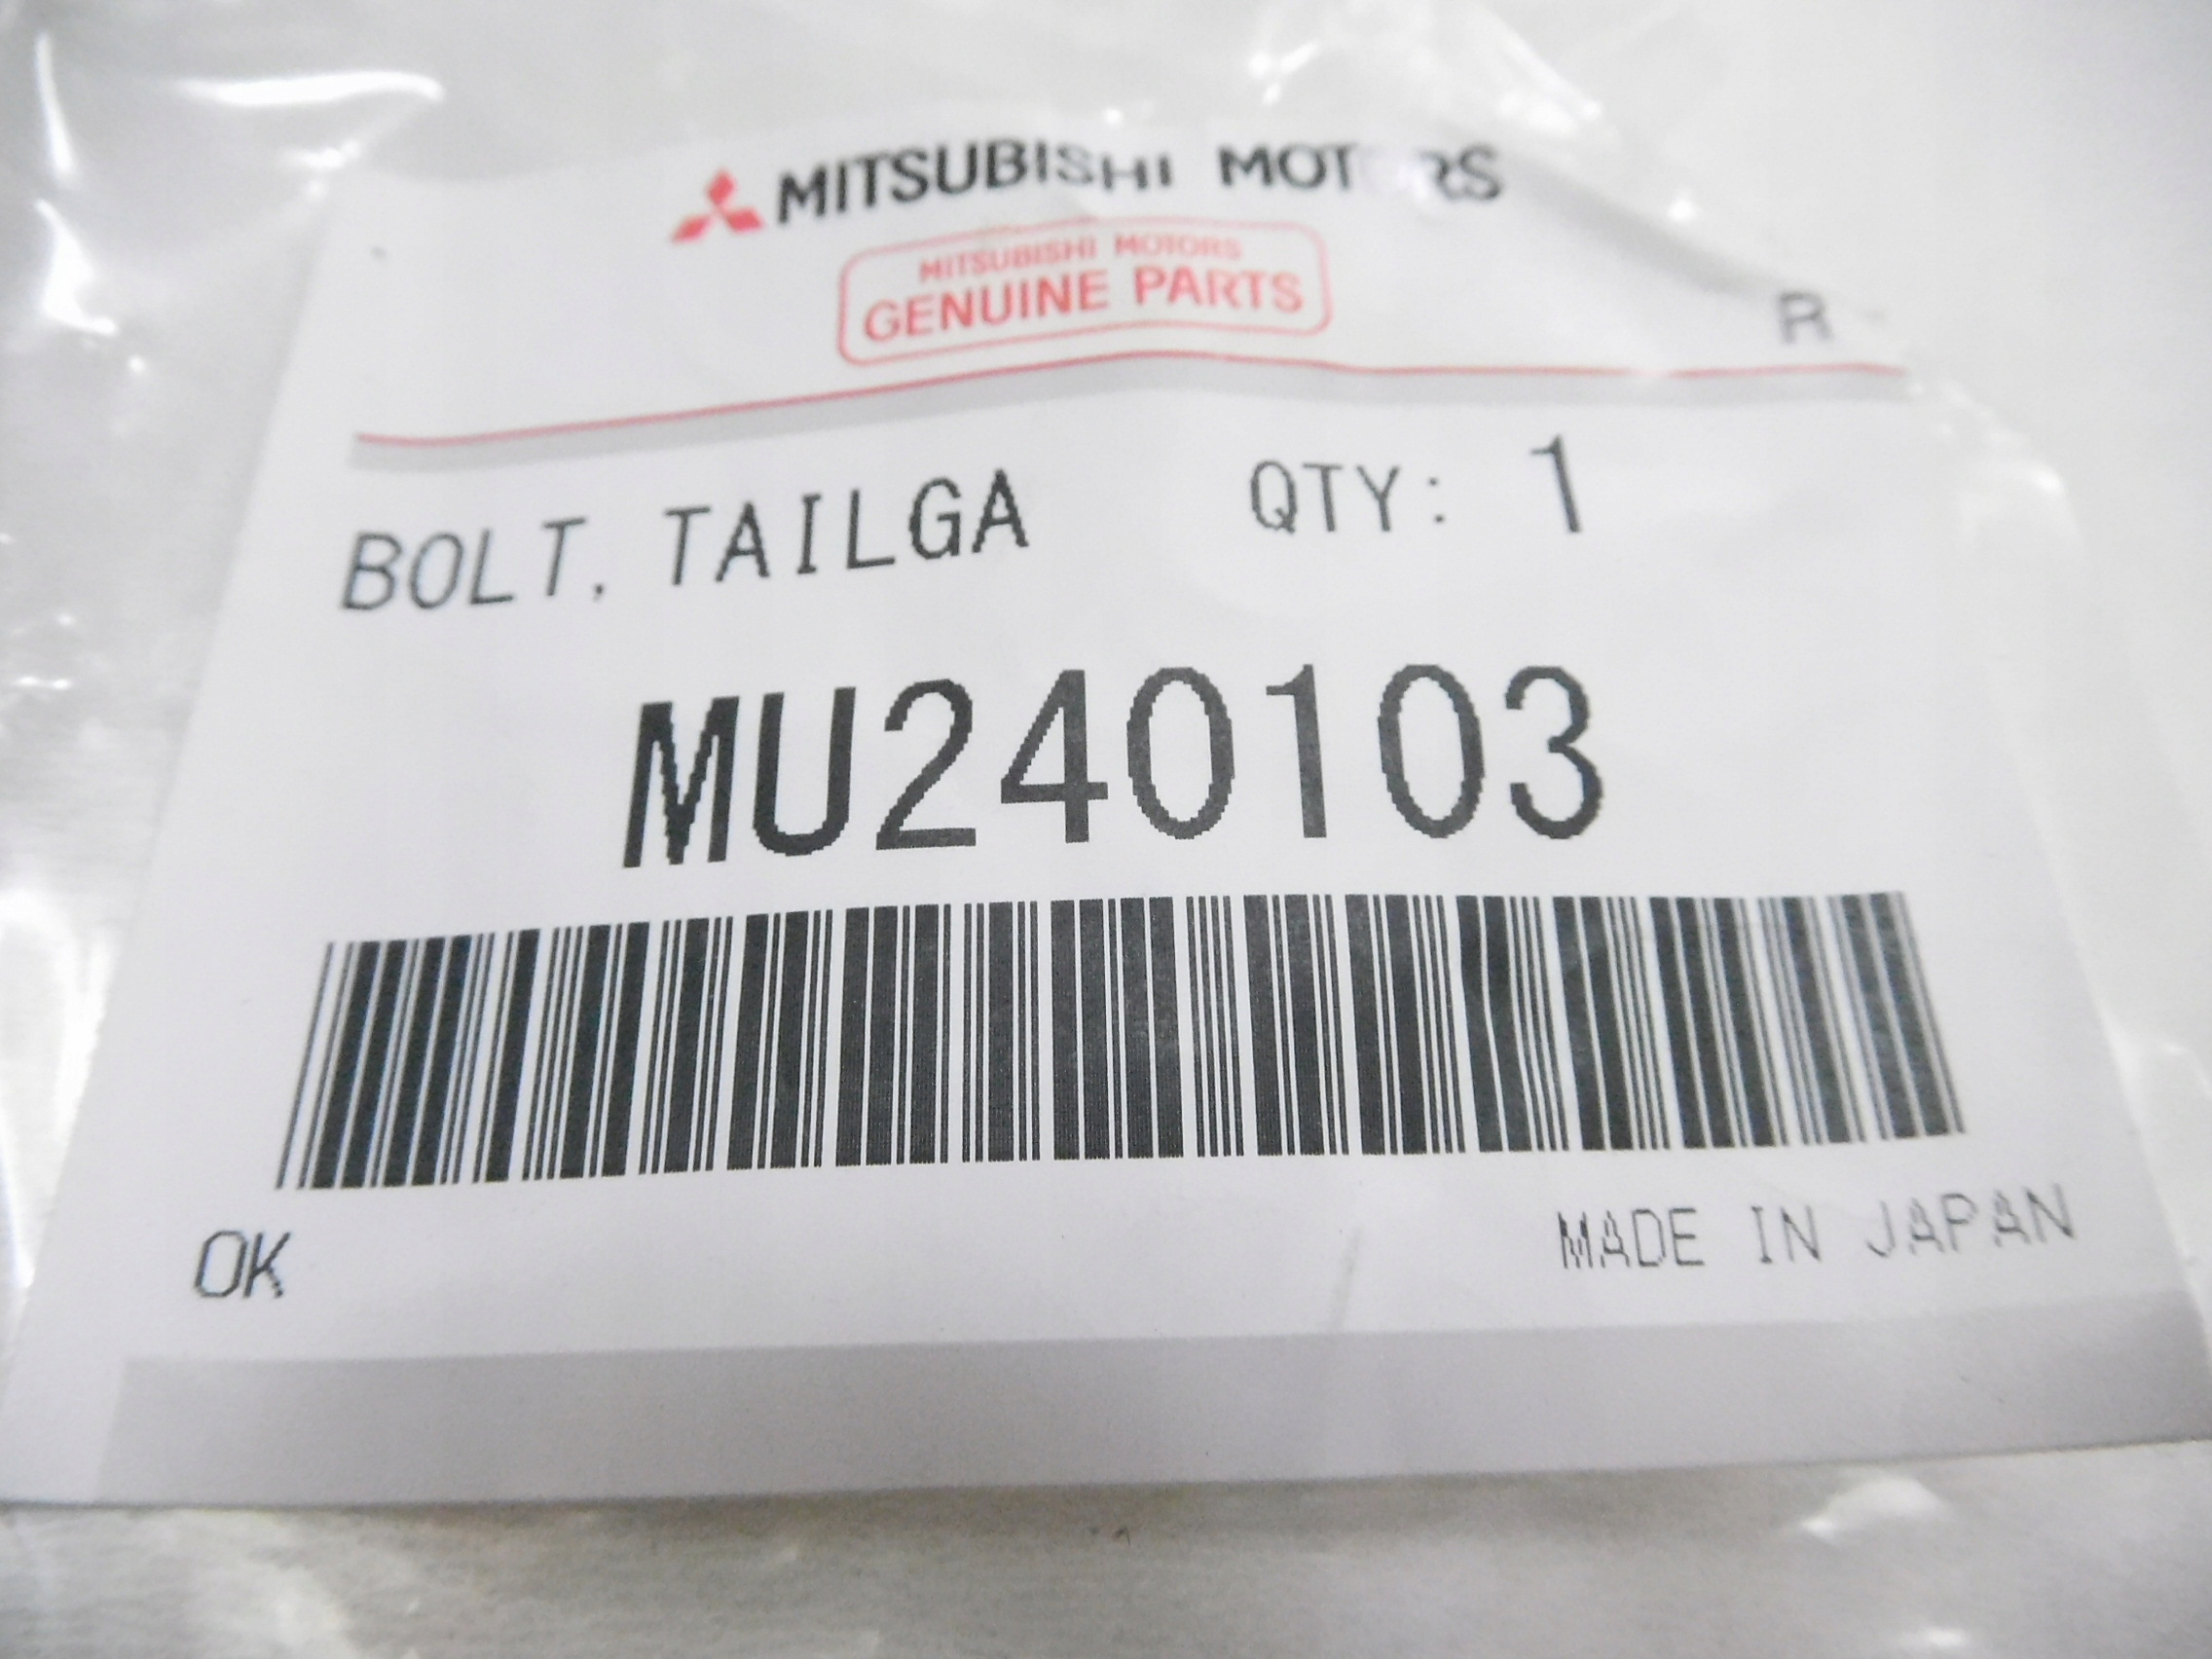 MITSUBISHI MOTORS
MITSUBISHI MOTORS
GENUINE PARTS
R
BOLT, TAILGA QTY: 1
MU240103
OK MADE IN JAPAN